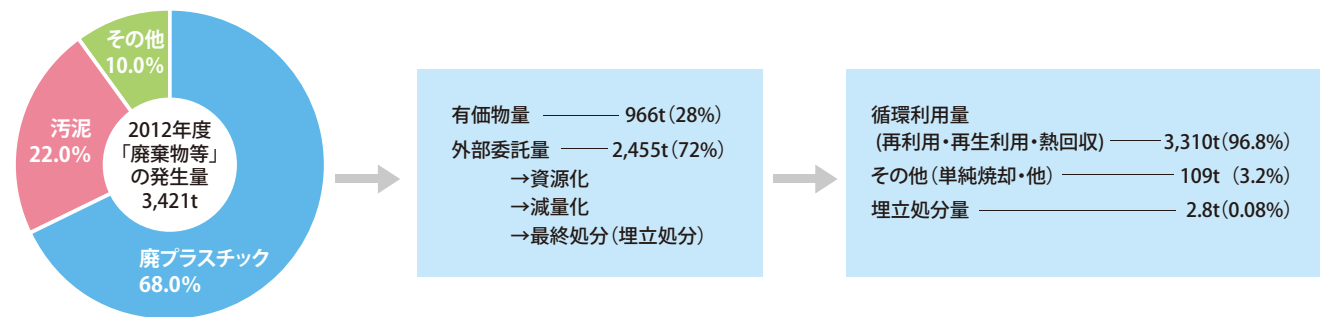 その他
10.0%
汚泥
22.0%
2012年度
「廃棄物等」
の発生量
3,421t
廃プラスチック
68.0%
有価物量 966t(28%)
外部委託量 2,455t(72%)
→資源化
→減量化
→最終処分(埋立処分)
循環利用量
(再利用・再生利用・熱回収) 3,310t(96.8%)
その他(単純焼却・他) 109t (3.2%)
埋立処分量 2.8t(0.08%)